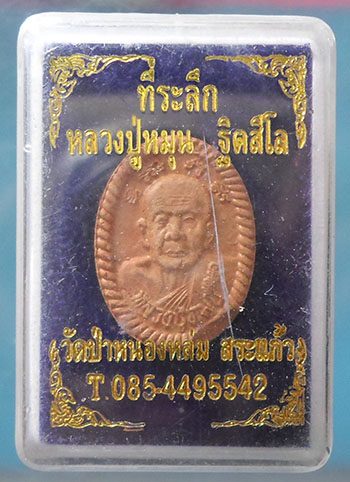 ที่ระลึก
หลวงปู่หมุน ฐิตสีโล
วัดป่าหนองหล่ม สระแก้ว
T.085-4495542